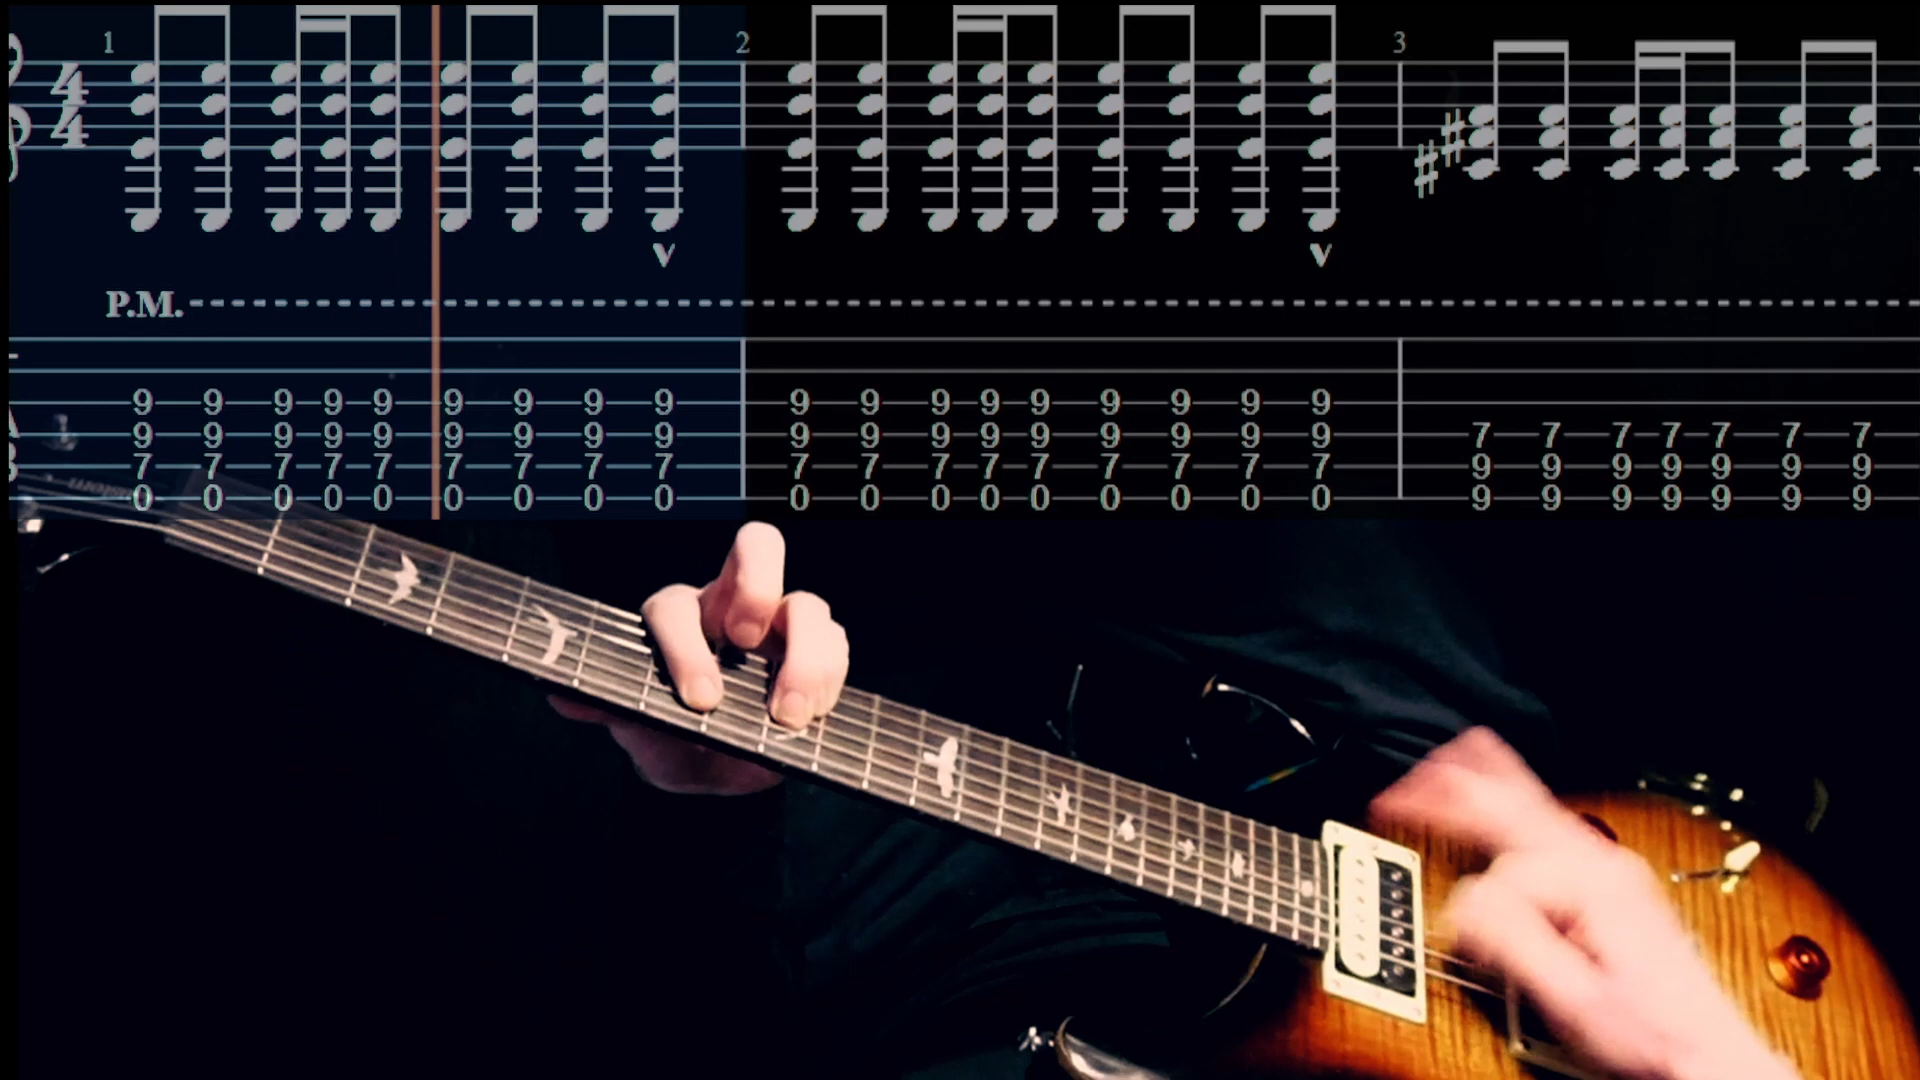 1 2 3
4
4
V V
P.M.
9 9 9 9 9 9 9 9 9 9 9 9 9 9 9 9 9 9
9 9 9 9 9 9 9 9 9 9 9 9 9 9 9 9 9 9 7 7 7 7 7 7 7
7 7 7 7 7 7 7 7 7 7 7 7 7 7 7 7 7 7 9 9 9 9 9 9 9
0 0 0 0 0 0 0 0 0 0 0 0 0 0 0 0 0 0 9 9 9 9 9 9 9